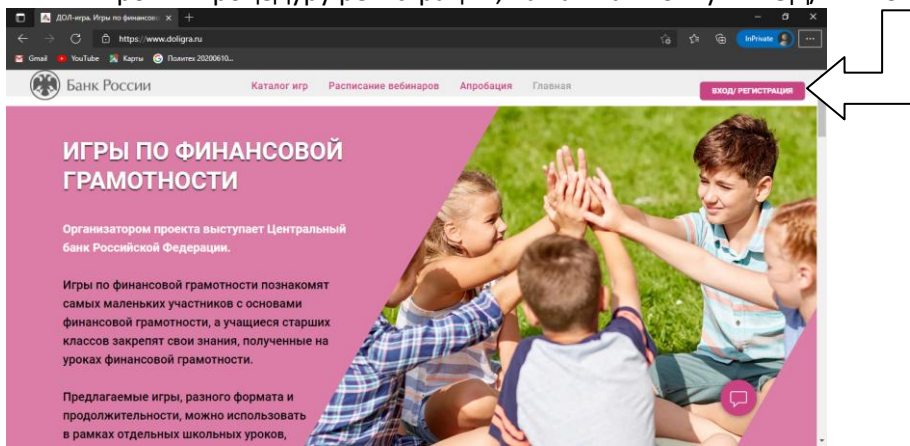 ДОЛ-игра. Игры по финансово
https://www.doligra.ru
InPrivate
Gmail
YouTube
Карты
Политех 20200610...
Банк России
Каталог игр
Расписание вебинаров
Апробация
Главная
ВХОД/ РЕГИСТРАЦИЯ
ИГРЫ ПО ФИНАНСОВОЙ
ГРАМОТНОСТИ
Организатором проекта выступает Центральный
банк Российской Федерации.
Игры по финансовой грамотности познакомят
самых маленьких участников с основами
финансовой грамотности, а учащиеся старших
классов закрепят свои знания, полученные на
уроках финансовой грамотности.
Предлагаемые игры, разного формата и
продолжительности, можно использовать
в рамках отдельных школьных уроков,